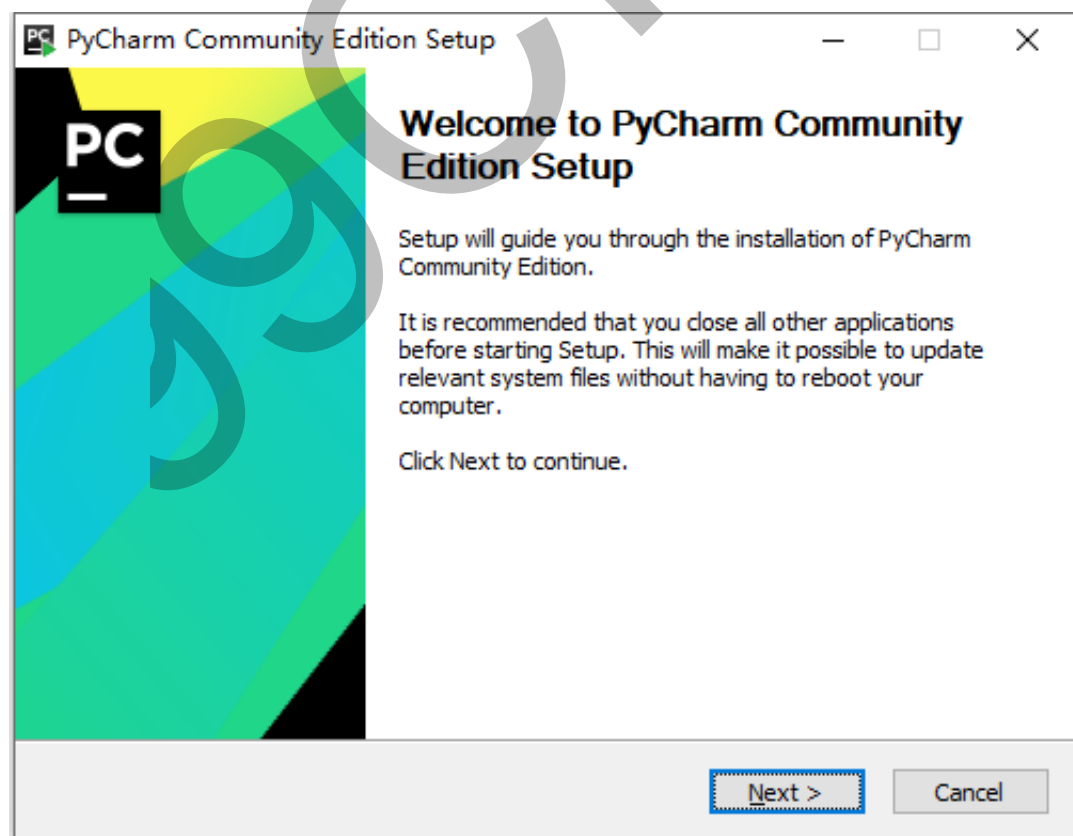 PyCharm Community Edition Setup
PC
Welcome to PyCharm Community
Edition Setup
Setup will guide you through the installation of PyCharm
Community Edition.
It is recommended that you close all other applications
before starting Setup. This will make it possible to update
relevant system files without having to reboot your
computer.
Click Next to continue.
Next >
Cancel